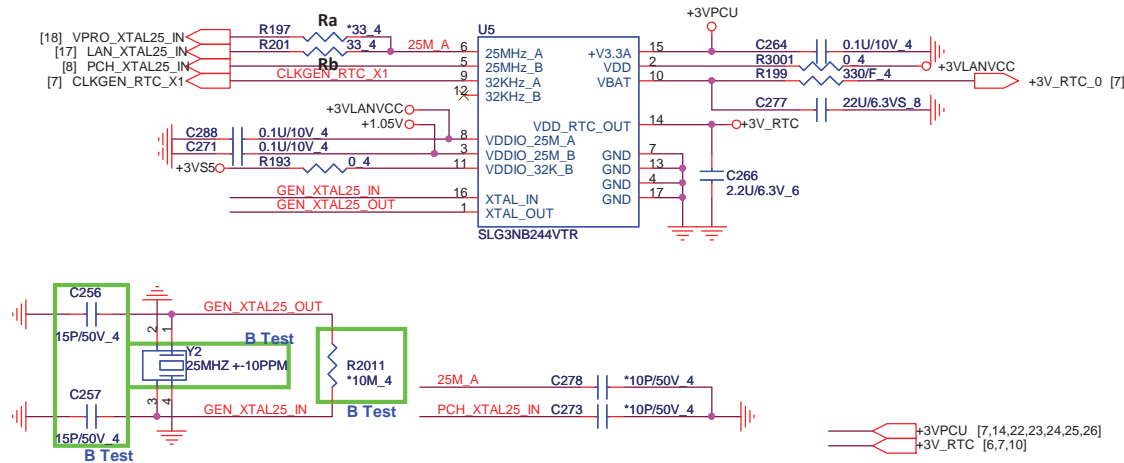 Ra
U5
+3VPCU
[18] VPRO_XTAL25_IN R197 *33_4
[17] LAN_XTAL25_IN R201 33_4 25M_A 6 25MHz_A +V3.3A 15 C264 0.1U/10V_4
[8] PCH_XTAL25_IN Rb 5 25MHz_B VDD 2 R3001 0_4 +3VLANVCC
[7] CLKGEN_RTC_X1 CLKGEN_RTC_X1 9 32KHz_A VBAT 10 R199 330/F_4 +3V_RTC_0 [7]
12 32KHz_B
C277 22U/6.3VS_8
+3VLANVCC
+1.05V VDD_RTC_OUT 14 +3V_RTC
C288 0.1U/10V_4 8 VDDIO_25M_A
C271 0.1U/10V_4 3 VDDIO_25M_B GND 7
+3VS5 R193 0_4 11 VDDIO_32K_B GND 13
GND 4 C266
GEN_XTAL25_IN 16 XTAL_IN GND 17 2.2U/6.3V_6
GEN_XTAL25_OUT 1 XTAL_OUT
SLG3NB244VTR
C256
GEN_XTAL25_OUT
15P/50V_4 2 1 B Test
Y2
25MHZ +-10PPM
R2011
*10M_4
C257 3 4
GEN_XTAL25_IN
B Test
15P/50V_4
B Test
25M_A C278 *10P/50V_4
PCH_XTAL25_IN C273 *10P/50V_4
+3VPCU [7,14,22,23,24,25,26]
+3V_RTC [6,7,10]